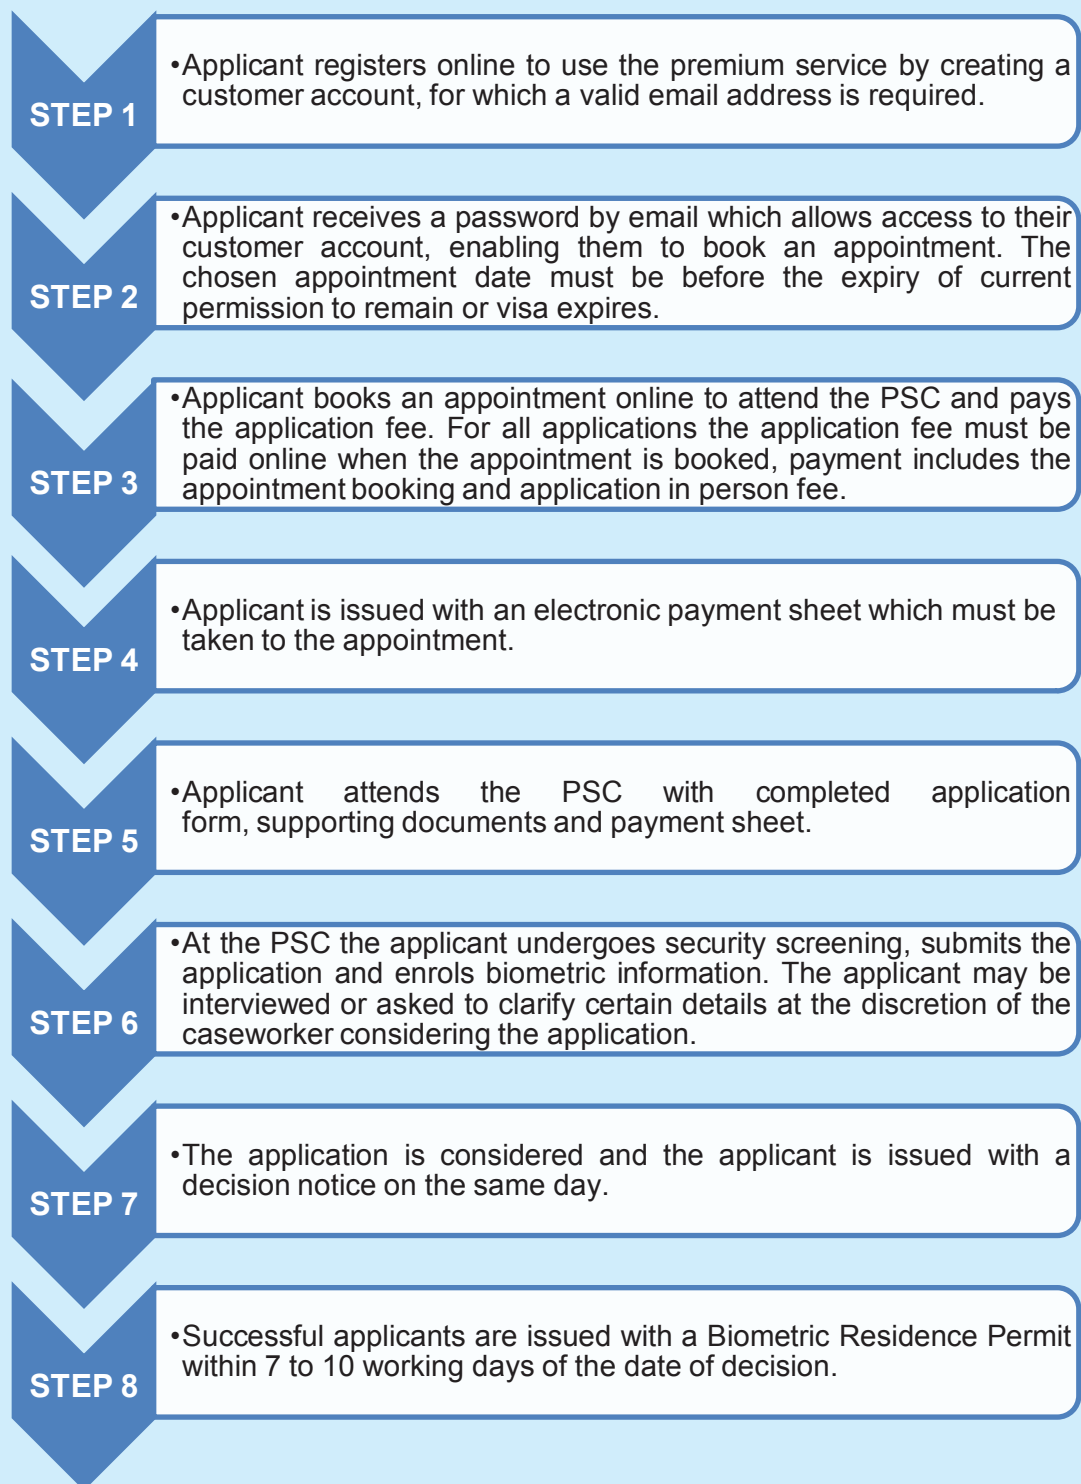 STEP 1
•Applicant registers online to use the premium service by creating a
customer account, for which a valid email address is required.
STEP 2
•Applicant receives a password by email which allows access to their
customer account, enabling them to book an appointment. The
chosen appointment date must be before the expiry of current
permission to remain or visa expires.
STEP 3
•Applicant books an appointment online to attend the PSC and pays
the application fee. For all applications the application fee must be
paid online when the appointment is booked, payment includes the
appointment booking and application in person fee.
STEP 4
•Applicant is issued with an electronic payment sheet which must be
taken to the appointment.
STEP 5
•Applicant attends the PSC with completed application
form, supporting documents and payment sheet.
STEP 6
•At the PSC the applicant undergoes security screening, submits the
application and enrols biometric information. The applicant may be
interviewed or asked to clarify certain details at the discretion of the
caseworker considering the application.
STEP 7
•The application is considered and the applicant is issued with a
decision notice on the same day.
STEP 8
•Successful applicants are issued with a Biometric Residence Permit
within 7 to 10 working days of the date of decision.